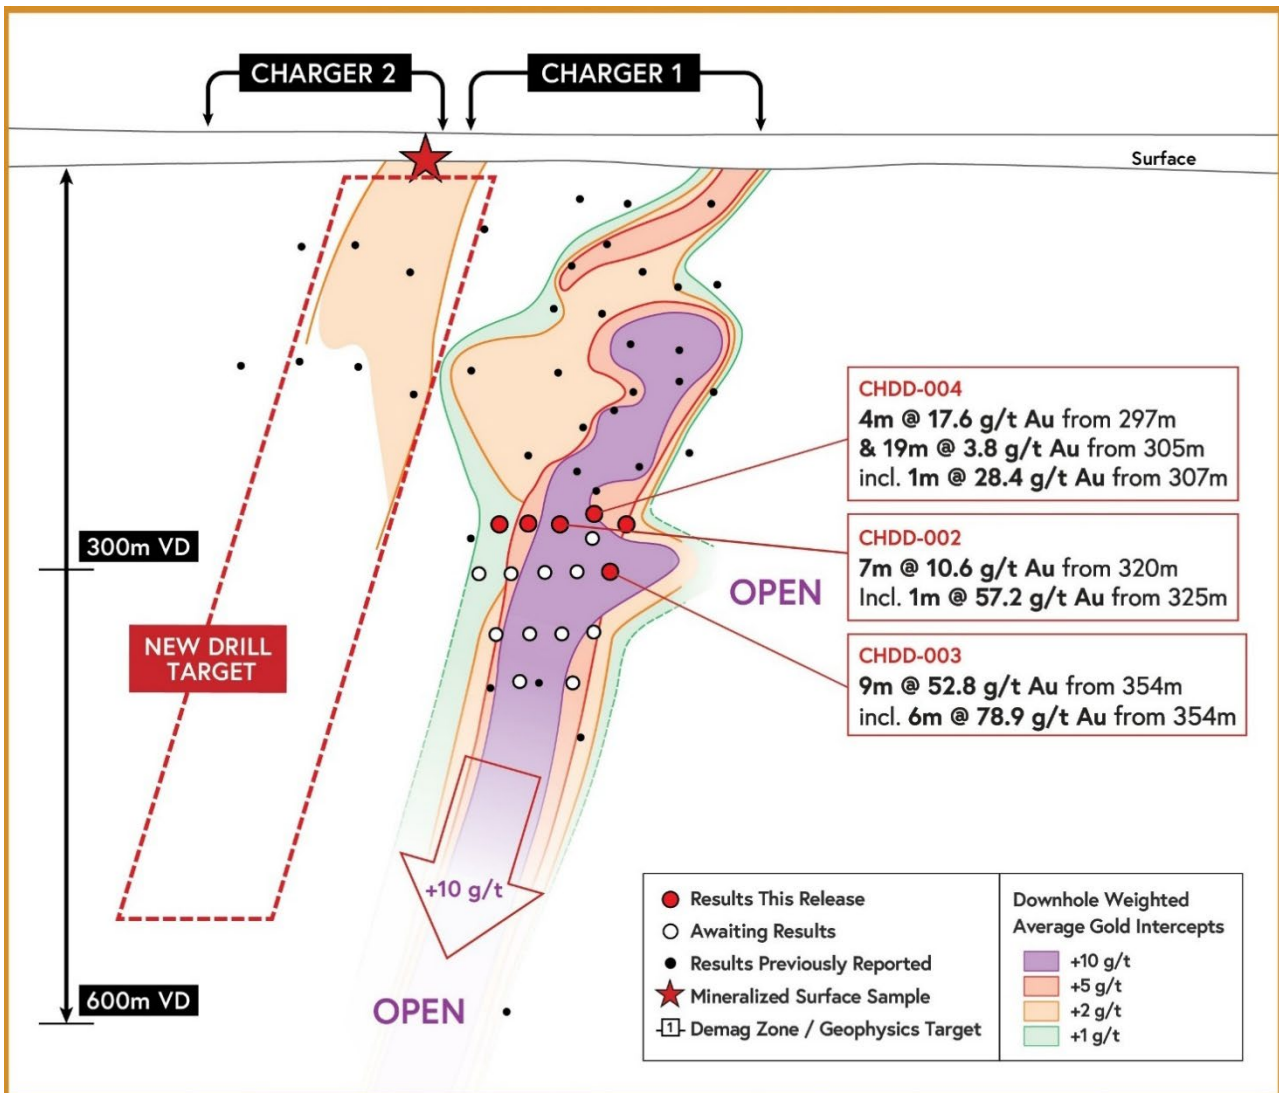 CHARGER 2
CHARGER 1
Surface
CHDD-004
4m @ 17.6 g/t Au from 297m
& 19m @ 3.8 g/t Au from 305m
incl. 1m @ 28.4 g/t Au from 307m
300m VD
CHDD-002
7m @ 10.6 g/t Au from 320m
Incl. 1m @ 57.2 g/t Au from 325m
OPEN
NEW DRILL
TARGET
CHDD-003
9m @ 52.8 g/t Au from 354m
incl. 6m @ 78.9 g/t Au from 354m
+10 g/t
600m VD
OPEN
Results This Release
Awaiting Results
Results Previously Reported
Mineralized Surface Sample
1 Demag Zone / Geophysics Target
Downhole Weighted
Average Gold Intercepts
+10 g/t
+5 g/t
+2 g/t
+1 g/t